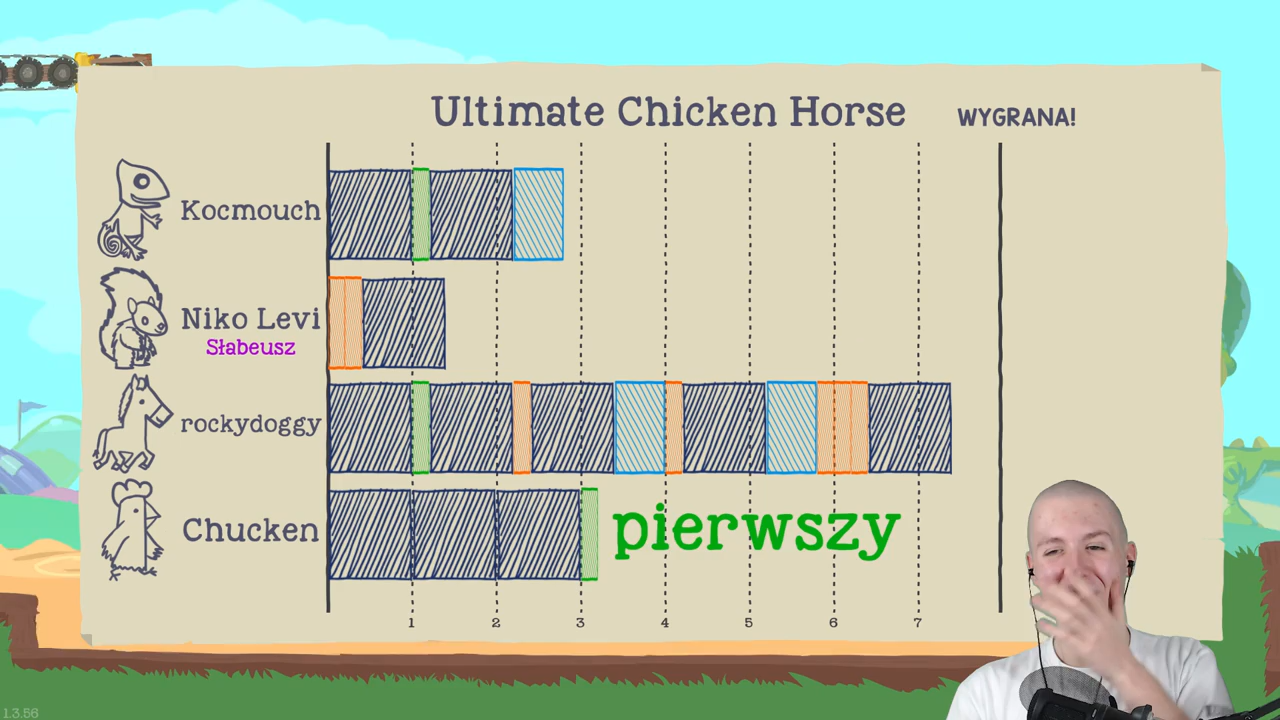 Ultimate Chicken Horse
WYGRANA!
Kocmouch
Niko Levi
Słabeusz
rockydoggy
Chucken
pierwszy
1 2 3 4 5 6 7
1.3.56